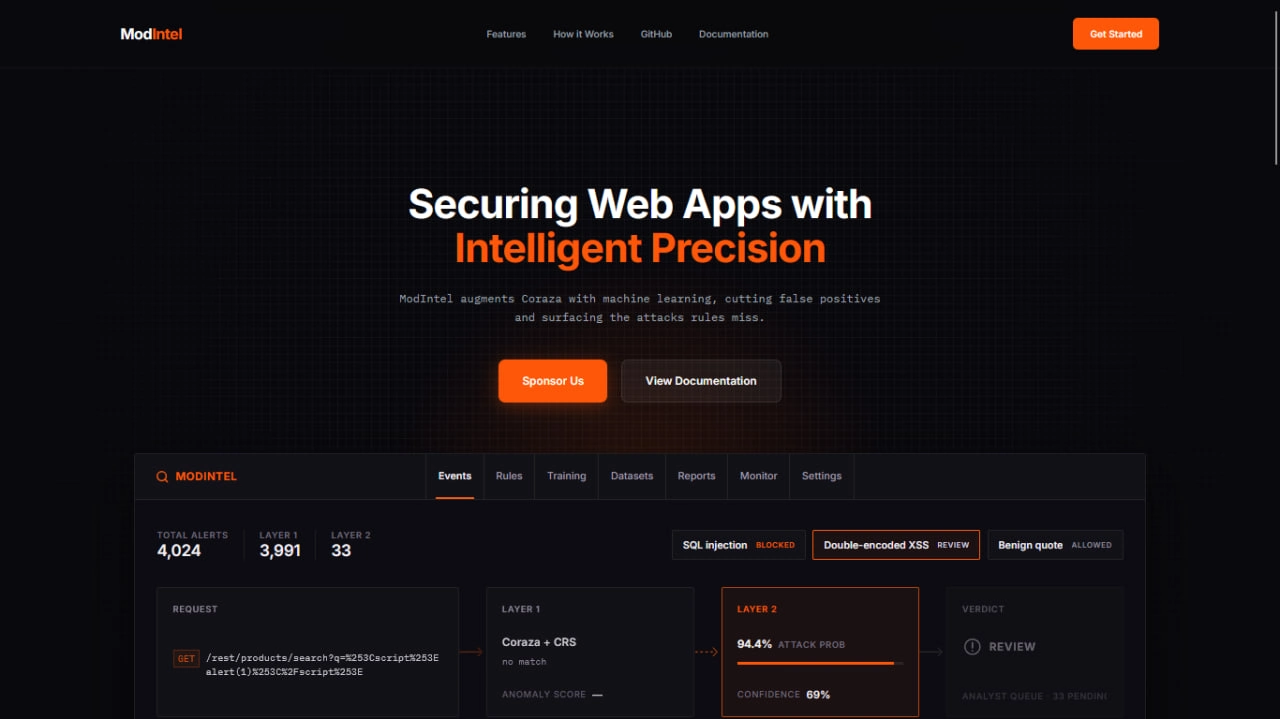 ModIntel
Features How it Works GitHub Documentation
Get Started
Securing Web Apps with
Intelligent Precision
ModIntel augments Coraza with machine learning, cutting false positives
and surfacing the attacks rules miss.
Sponsor Us
View Documentation
MODINTEL
Events Rules Training Datasets Reports Monitor Settings
TOTAL ALERTS LAYER 1 LAYER 2
4,024 3,991 33
SQL injection BLOCKED
Double-encoded XSS REVIEW
Benign quote ALLOWED
REQUEST
GET /rest/products/search?q=%253Cscript%253E
alert(1)%253C%2Fscript%253E
LAYER 1
Coraza + CRS
no match
ANOMALY SCORE —
LAYER 2
94.4% ATTACK PROB
CONFIDENCE 69%
VERDICT
REVIEW
ANALYST QUEUE · 33 PENDING